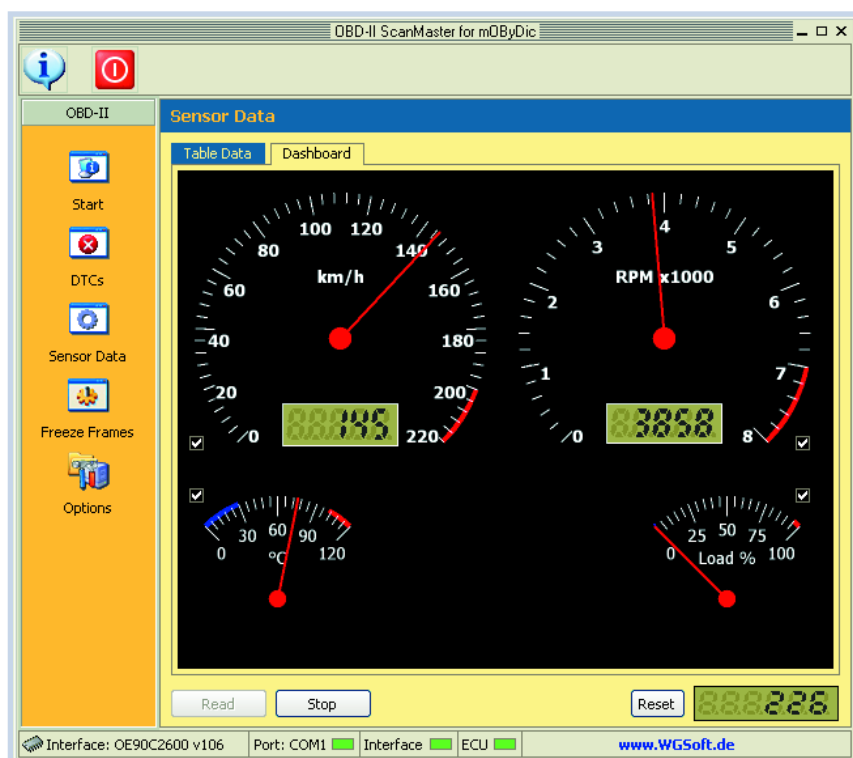 OBD-II ScanMaster for mOByDic
OBD-II
Start
DTCs
Sensor Data
Freeze Frames
Options
Sensor Data
Table Data Dashboard
0 20 40 60 80 100 120 140 160 180 200 220
km/h
145
0 1 2 3 4 5 6 7 8
RPM x1000
3858
0 30 60 90 120
ºC
0 25 50 75 100
Load %
Read Stop Reset 226
Interface: OE90C2600 v106 Port: COM1 Interface ECU www.WGSoft.de